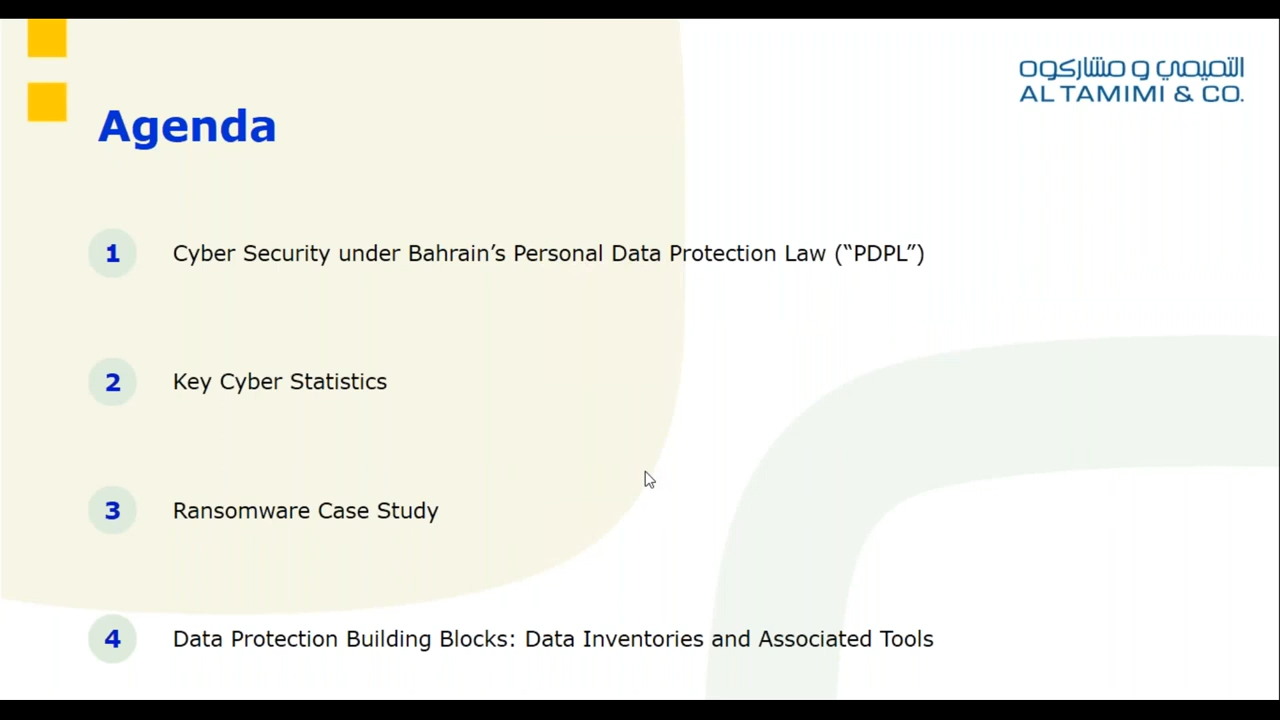 التميمي و مشاركوه
AL TAMIMI & CO.
Agenda
1 Cyber Security under Bahrain’s Personal Data Protection Law (“PDPL”)
2 Key Cyber Statistics
3 Ransomware Case Study
4 Data Protection Building Blocks: Data Inventories and Associated Tools